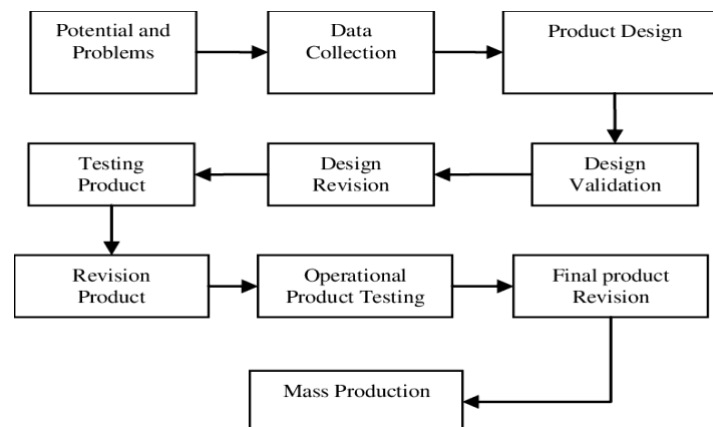 Potential and
Problems
Data
Collection
Product Design
Design
Validation
Design
Revision
Testing
Product
Revision
Product
Operational
Product Testing
Final product
Revision
Mass Production